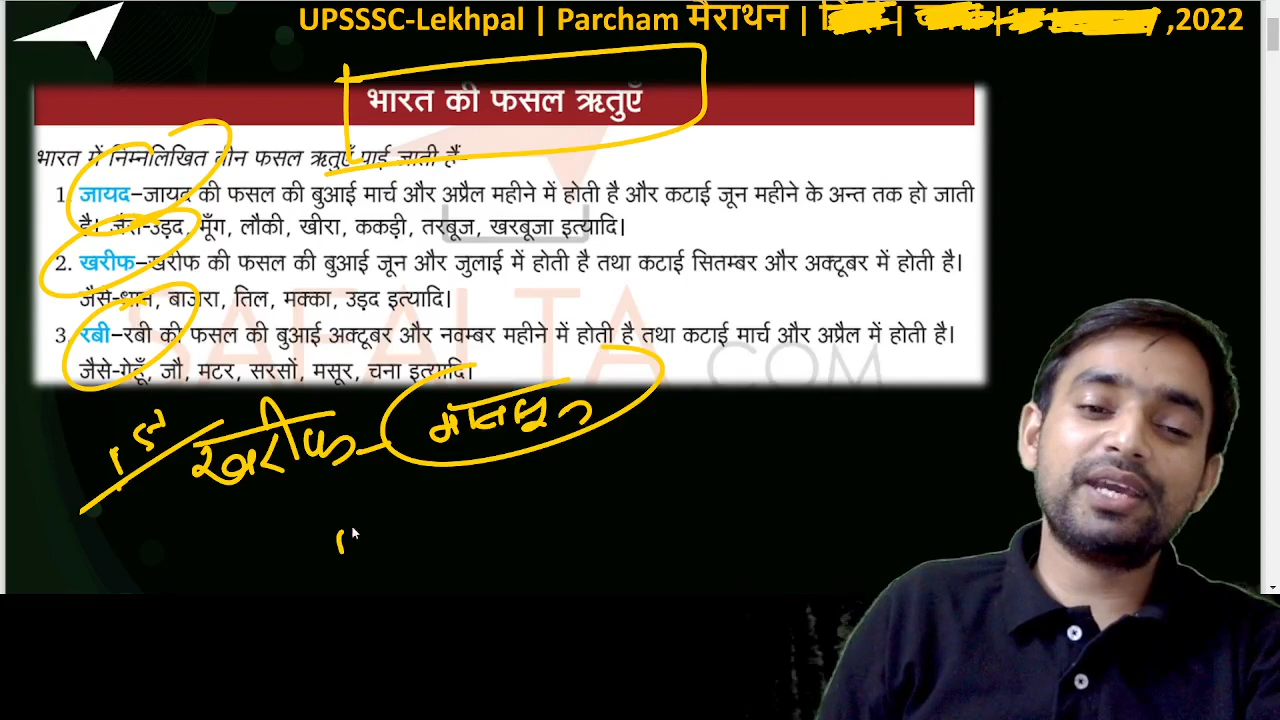 UPSSSC-Lekhpal | Parcham मैराथन | | | ,2022
भारत की फसल ऋतुएँ
भारत में निम्नलिखित तीन फसल ऋतुएँ पाई जाती हैं–
1. जायद–जायद की फसल की बुआई मार्च और अप्रैल महीने में होती है और कटाई जून महीने के अन्त तक हो जाती
है। जैसे-उड़द, मूँग, लौकी, खीरा, ककड़ी, तरबूज, खरबूजा इत्यादि।
2. खरीफ–खरीफ की फसल की बुआई जून और जुलाई में होती है तथा कटाई सितम्बर और अक्टूबर में होती है।
जैसे-धान, बाजरा, तिल, मक्का, उड़द इत्यादि।
3. रबी–रबी की फसल की बुआई अक्टूबर और नवम्बर महीने में होती है तथा कटाई मार्च और अप्रैल में होती है।
जैसे-गेहूँ, जौ, मटर, सरसों, मसूर, चना इत्यादि।
SAFALTA.COM
1st खरीफ - मानसून